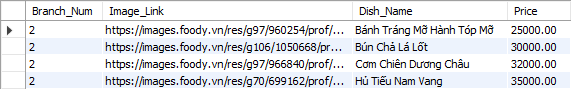 Branch_Num Image_Link Dish_Name Price
2 https://images.foody.vn/res/g97/960254/prof/... Bánh Tráng Mỡ Hành Tóp Mỡ 25000.00
2 https://images.foody.vn/res/g106/1050668/pro... Bún Chả Lá Lốt 30000.00
2 https://images.foody.vn/res/g97/966840/prof/... Cơm Chiên Dương Châu 32000.00
2 https://images.foody.vn/res/g70/699162/prof/... Hủ Tiếu Nam Vang 35000.00